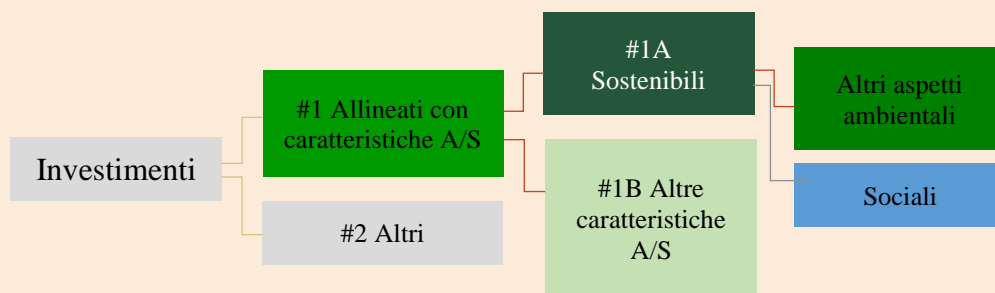 Investimenti
#1 Allineati con
caratteristiche A/S
#2 Altri
#1A
Sostenibili
#1B Altre
caratteristiche
A/S
Altri aspetti
ambientali
Sociali